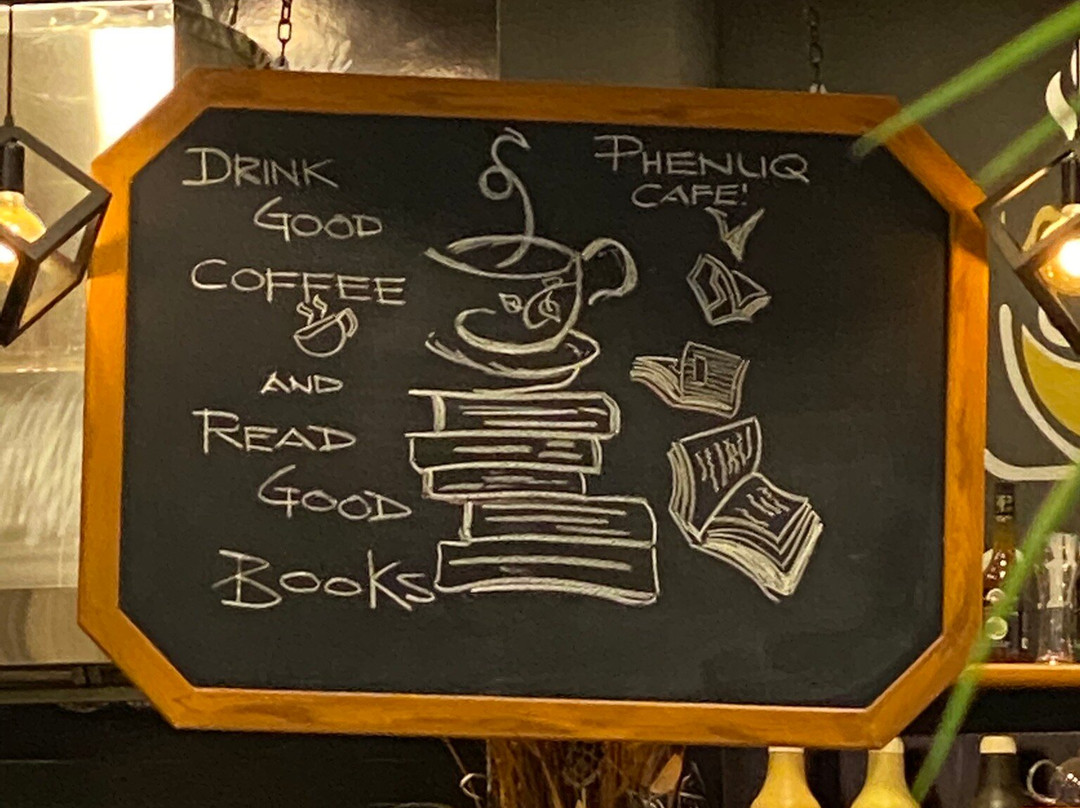 DRINK
GOOD
COFFEE
AND
READ
GOOD
BOOKS
PHENLIQ
CAFE!